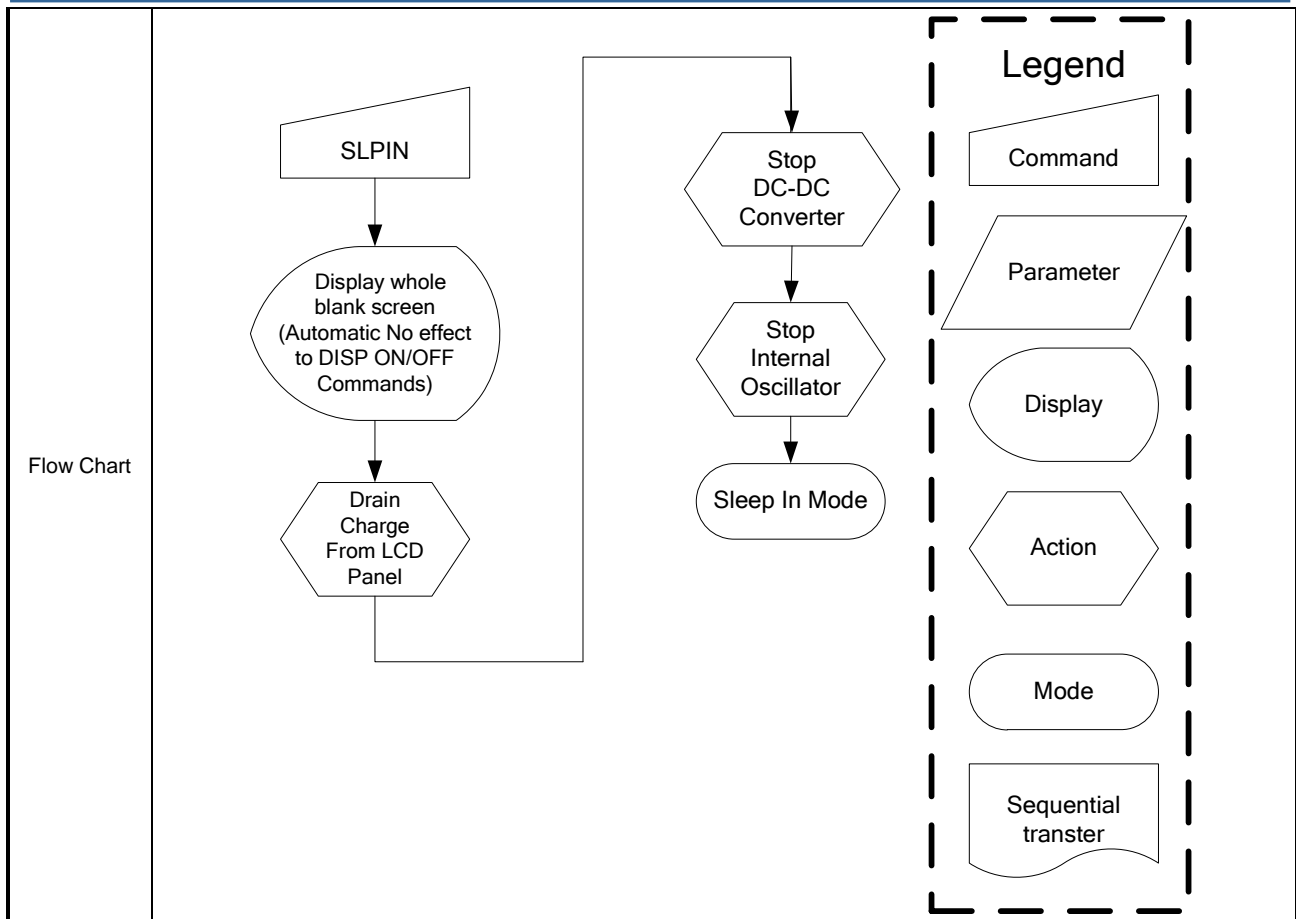 Flow Chart
SLPIN
Display whole
blank screen
(Automatic No effect
to DISP ON/OFF
Commands)
Drain
Charge
From LCD
Panel
Stop
DC-DC
Converter
Stop
Internal
Oscillator
Sleep In Mode
Legend
Command
Parameter
Display
Action
Mode
Sequential
transter